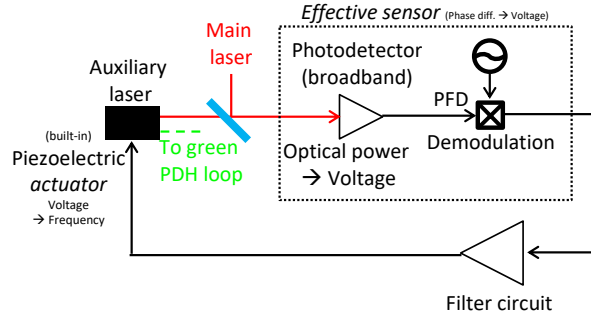 Effective sensor (Phase diff. → Voltage)
Main
laser
Photodetector
(broadband)
Auxiliary
laser
PFD
Demodulation
(built-in)
Piezoelectric
actuator
Voltage
→ Frequency
To green
PDH loop
Optical power
→ Voltage
Filter circuit